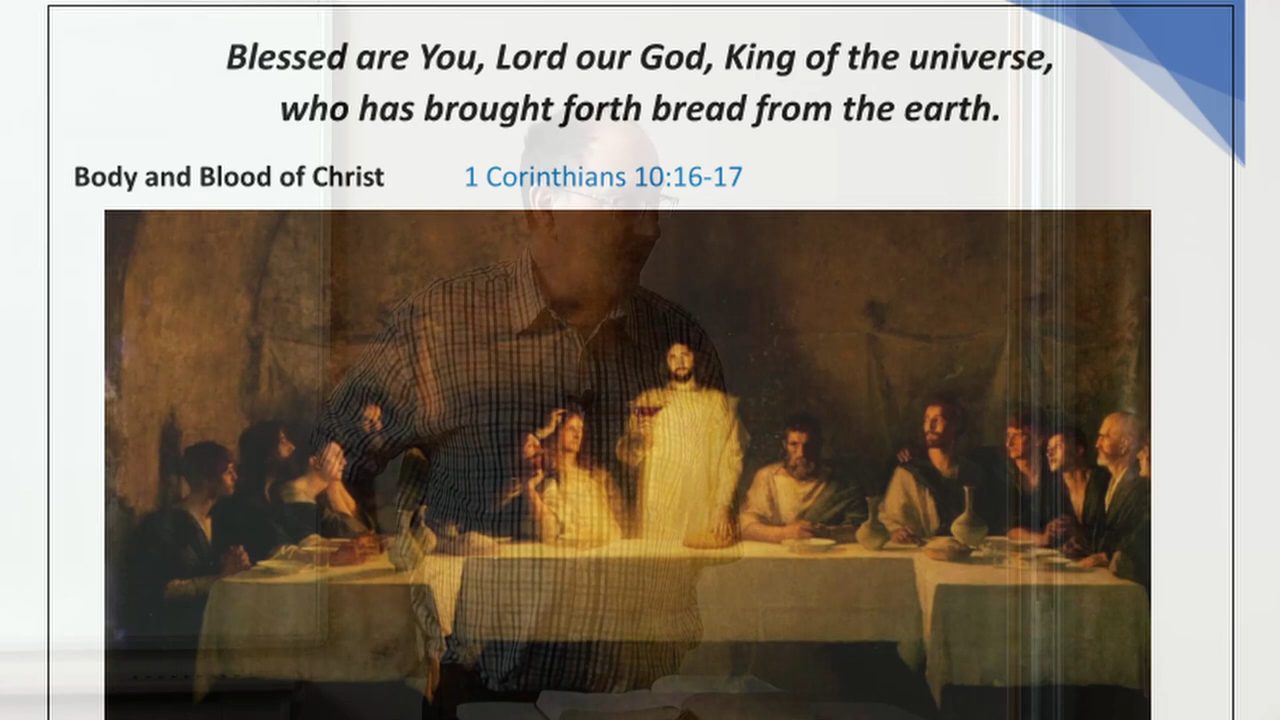 Blessed are You, Lord our God, King of the universe,
who has brought forth bread from the earth.
Body and Blood of Christ 1 Corinthians 10:16-17